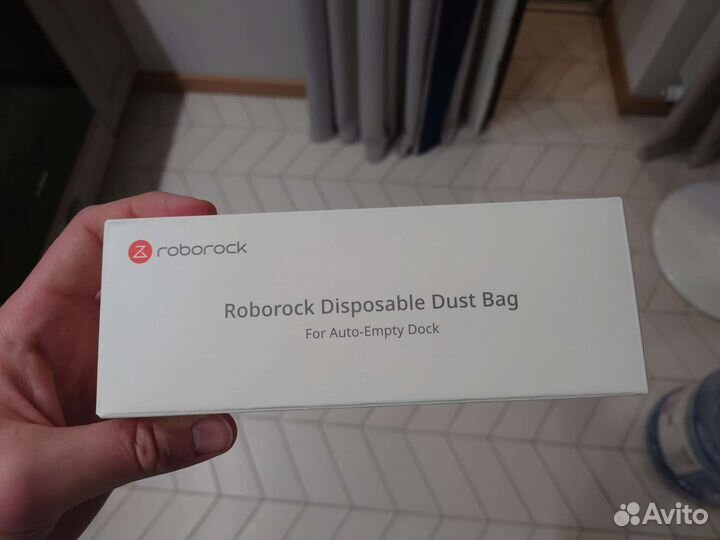 roborock
Roborock Disposable Dust Bag
For Auto-Empty Dock
Avito